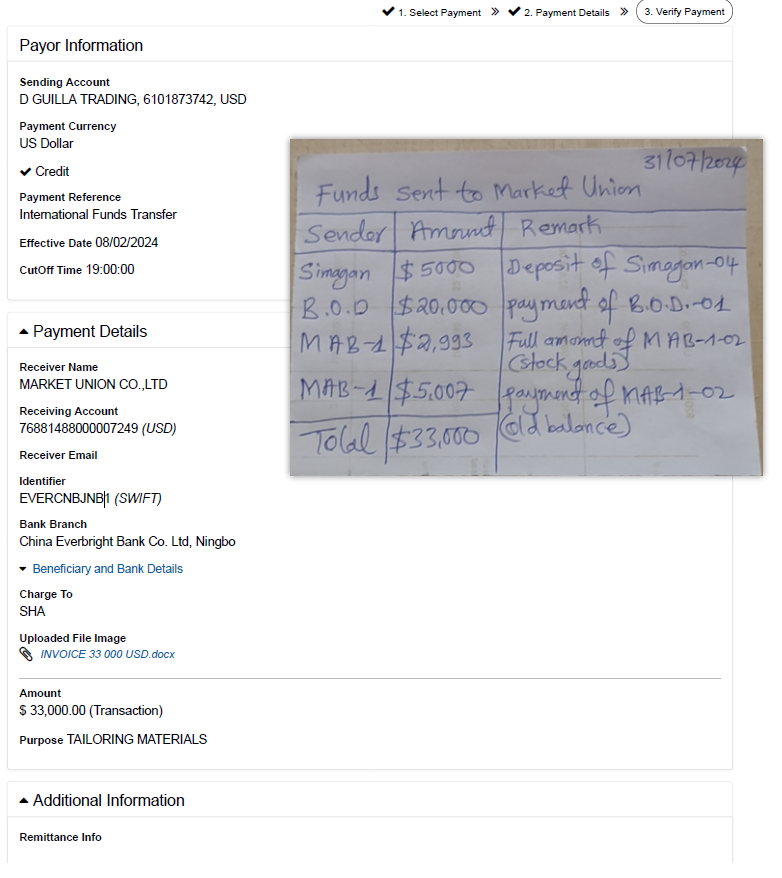 1. Select Payment » 2. Payment Details » 3. Verify Payment
Payor Information
Sending Account
D GUILLA TRADING, 6101873742, USD
Payment Currency
US Dollar
Credit
Payment Reference
International Funds Transfer
Effective Date 08/02/2024
CutOff Time 19:00:00
31/07/2024
Funds sent to Market Union
Sender Amount Remark
Simagan $5000 Deposit of Simagan-04
B.O.D $20,000 payment of B.O.D.-01
MAB-1 $2,993 Full amount of MAB-1-02
(stock goods)
MAB-1 $5,007 payment of MAB-1-02
(old balance)
Total $33,000
Payment Details
Receiver Name
MARKET UNION CO.,LTD
Receiving Account
76881488000007249 (USD)
Receiver Email
Identifier
EVERCNBJNB1 (SWIFT)
Bank Branch
China Everbright Bank Co. Ltd, Ningbo
Beneficiary and Bank Details
Charge To
SHA
Uploaded File Image
INVOICE 33 000 USD.docx
Amount
$ 33,000.00 (Transaction)
Purpose TAILORING MATERIALS
Additional Information
Remittance Info